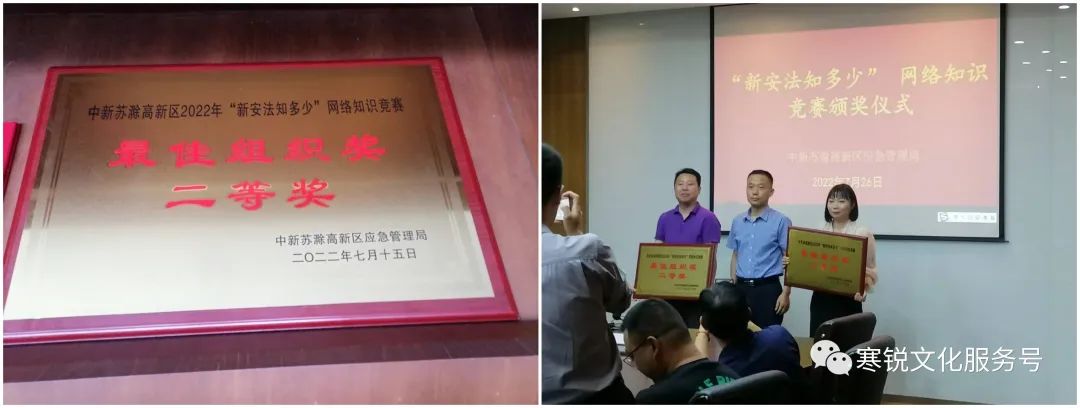 中新苏滁高新区2022年“新安法知多少”网络知识竞赛
最佳组织奖
二等奖
中新苏滁高新区应急管理局
二〇二二年七月十五日
“新安法知多少” 网络知识
竞赛颁奖仪式
中新苏滁高新区应急管理局
2022年7月26日
最佳组织奖
二等奖
寒锐文化服务号